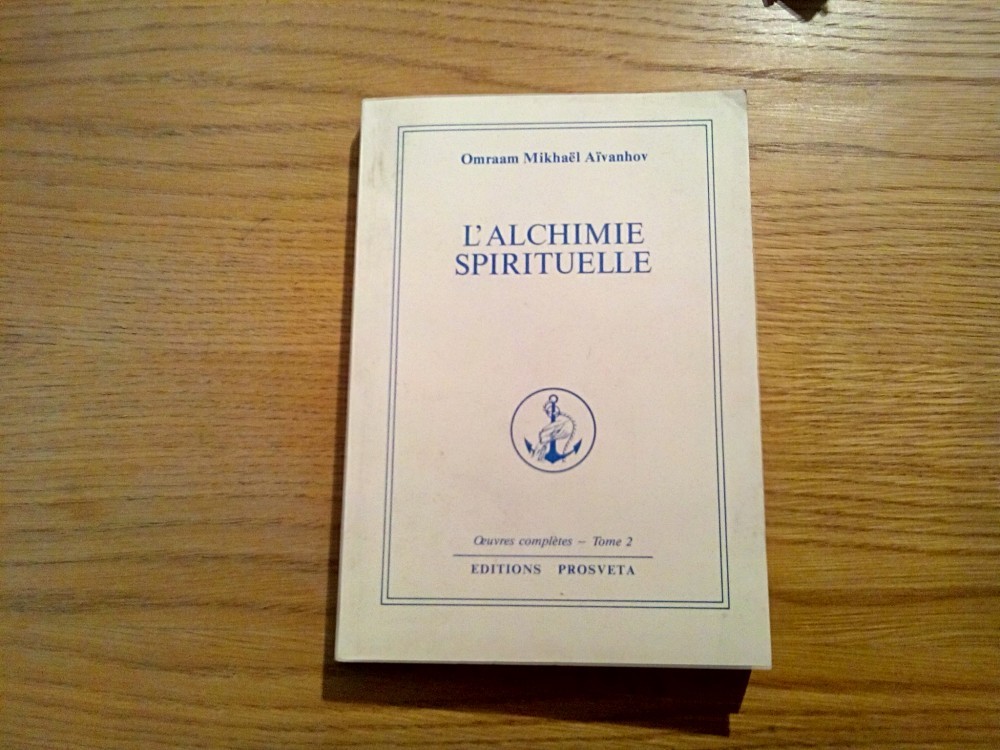 Omraam Mikhaël Aïvanhov
L'ALCHIMIE
SPIRITUELLE
Œuvres complètes – Tome 2
EDITIONS PROSVETA